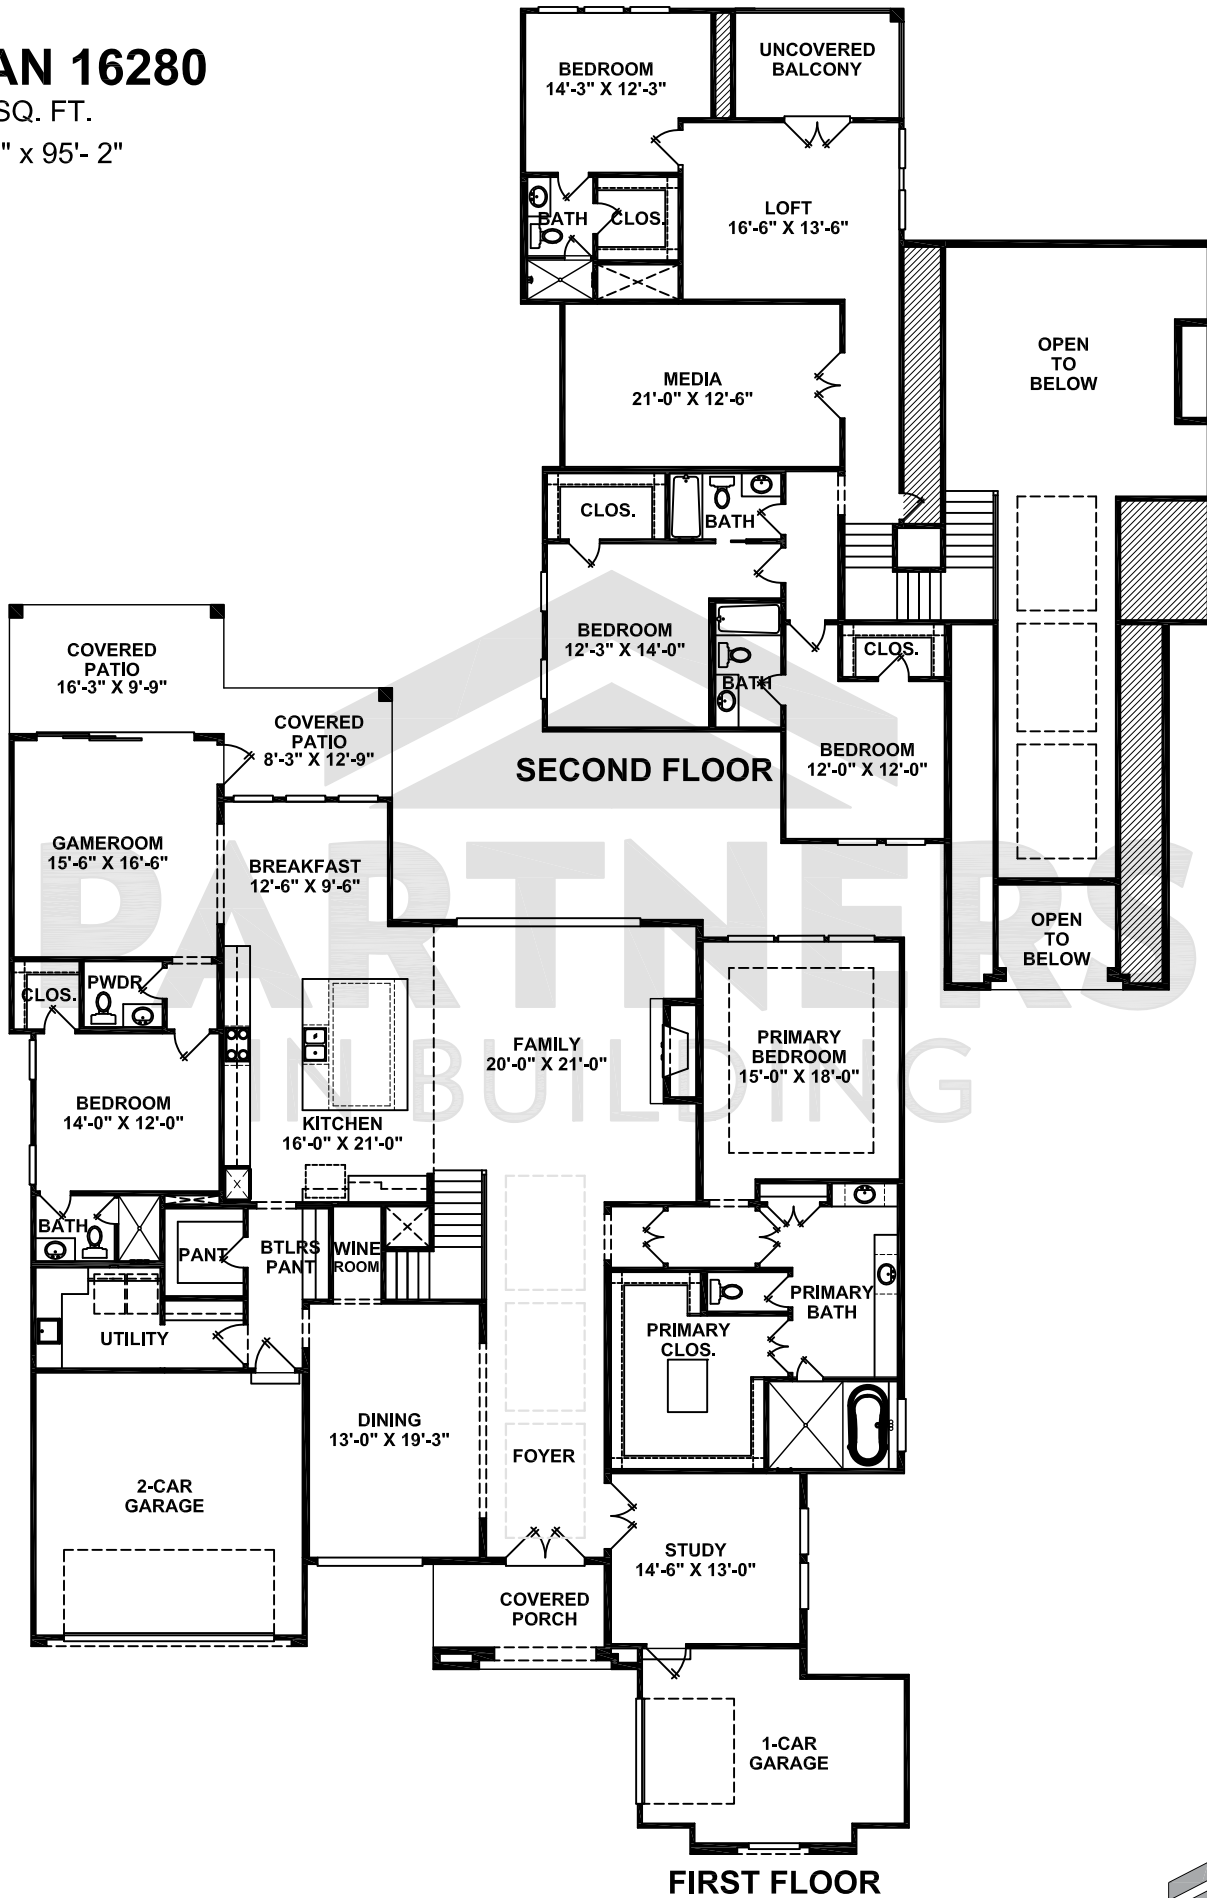 AN 16280
SQ. FT.
" x 95'- 2"
BEDROOM
14'-3" X 12'-3"
UNCOVERED
BALCONY
BATH
CLOS.
LOFT
16'-6" X 13'-6"
MEDIA
21'-0" X 12'-6"
OPEN
TO
BELOW
CLOS.
BATH
BEDROOM
12'-3" X 14'-0"
BATH
CLOS.
BEDROOM
12'-0" X 12'-0"
OPEN
TO
BELOW
SECOND FLOOR
COVERED
PATIO
16'-3" X 9'-9"
COVERED
PATIO
8'-3" X 12'-9"
GAMEROOM
15'-6" X 16'-6"
BREAKFAST
12'-6" X 9'-6"
PARTNERS
IN BUILDING
CLOS.
PWDR
FAMILY
20'-0" X 21'-0"
PRIMARY
BEDROOM
15'-0" X 18'-0"
BEDROOM
14'-0" X 12'-0"
KITCHEN
16'-0" X 21'-0"
BATH
PANT
BTLRS
PANT
WINE
ROOM
UTILITY
PRIMARY
BATH
PRIMARY
CLOS.
DINING
13'-0" X 19'-3"
FOYER
2-CAR
GARAGE
STUDY
14'-6" X 13'-0"
COVERED
PORCH
1-CAR
GARAGE
FIRST FLOOR